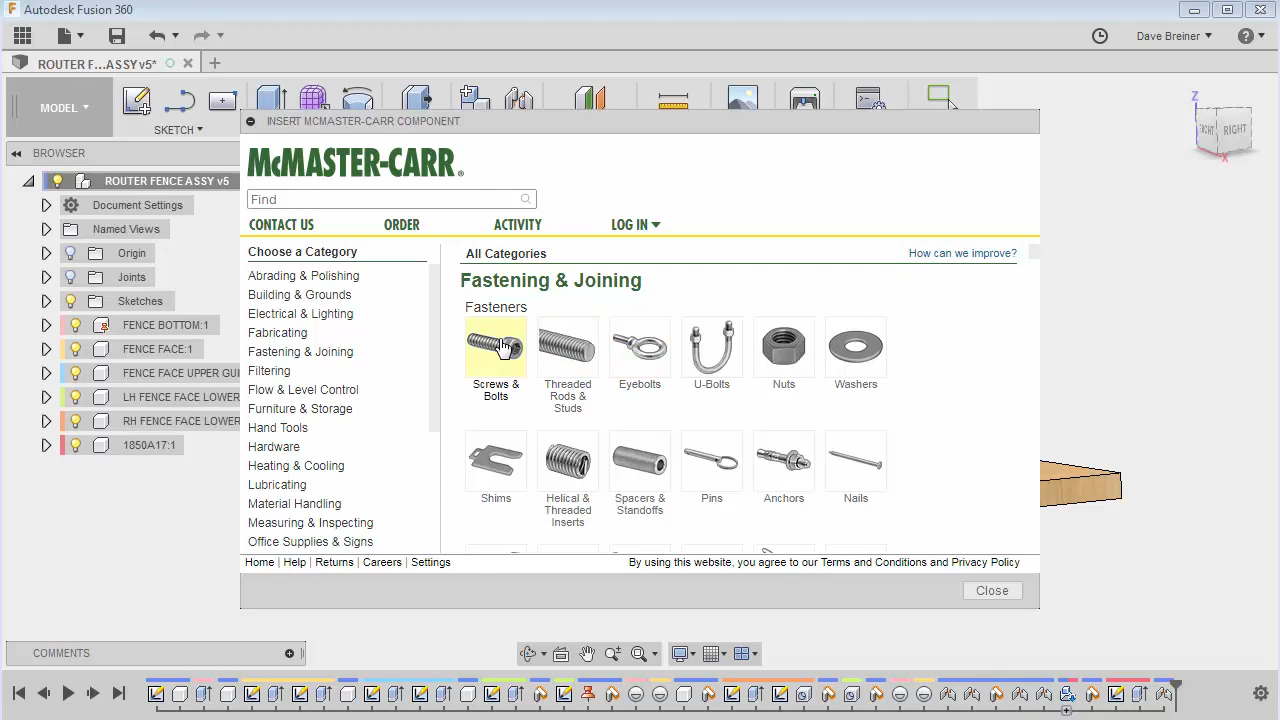 Autodesk Fusion 360
Dave Breiner
ROUTER F...ASSY v5*
MODEL
SKETCH
INSERT MCMASTER-CARR COMPONENT
BROWSER
ROUTER FENCE ASSY v5
Document Settings
Named Views
Origin
Joints
Sketches
FENCE BOTTOM:1
FENCE FACE:1
FENCE FACE UPPER GUI
LH FENCE FACE LOWER
RH FENCE FACE LOWER
1850A17:1
McMASTER-CARR®
Find
CONTACT US ORDER ACTIVITY LOG IN
Choose a Category
Abrading & Polishing
Building & Grounds
Electrical & Lighting
Fabricating
Fastening & Joining
Filtering
Flow & Level Control
Furniture & Storage
Hand Tools
Hardware
Heating & Cooling
Lubricating
Material Handling
Measuring & Inspecting
Office Supplies & Signs
All Categories
How can we improve?
Fastening & Joining
Fasteners
Screws &
Bolts
Threaded
Rods &
Studs
Eyebolts
U-Bolts
Nuts
Washers
Shims
Helical &
Threaded
Inserts
Spacers &
Standoffs
Pins
Anchors
Nails
Home | Help | Returns | Careers | Settings
By using this website, you agree to our Terms and Conditions and Privacy Policy
Close
Z
RIGHT
X
COMMENTS